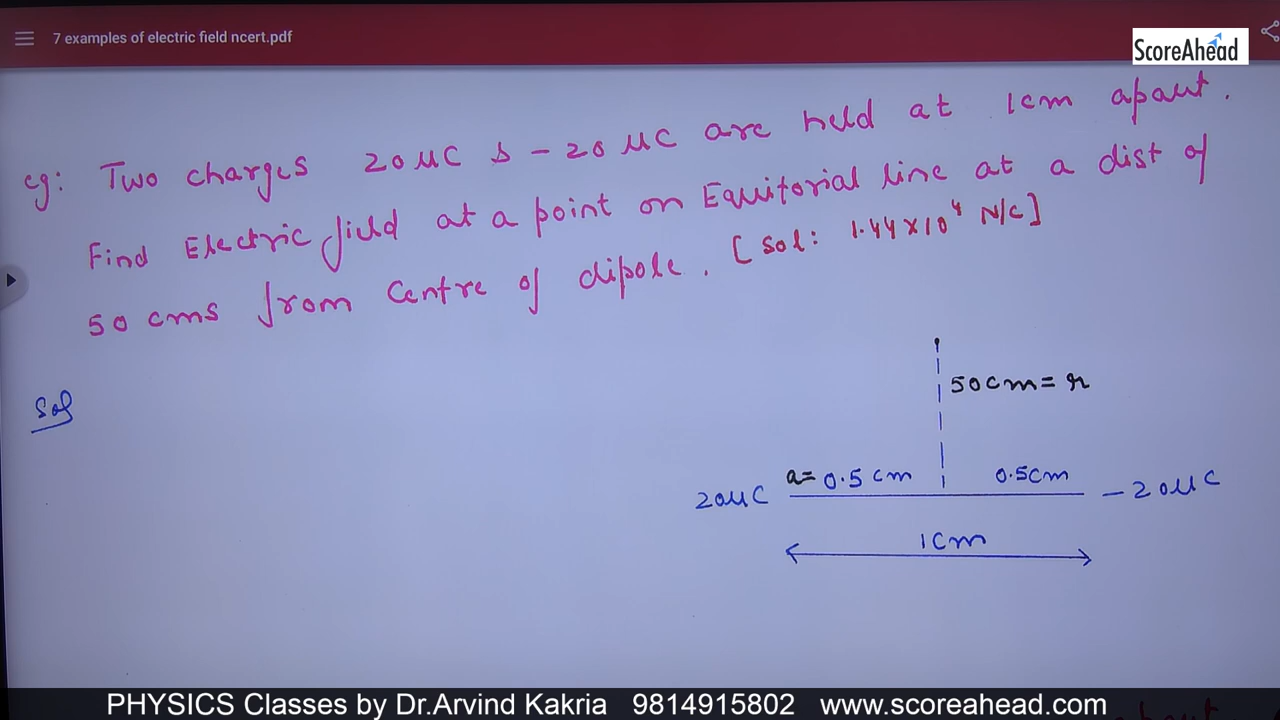 7 examples of electric field ncert.pdf
ScoreAhead
eg: Two charges 20 μC & -20 μC are held at 1cm apart.
Find Electric field at a point on Equitorial line at a dist of
50 cms from Centre of dipole. [Sol: 1.44×10⁴ N/C]
Sol
50cm = r
a= 0.5 cm
0.5cm
20μC
-20μC
1cm
PHYSICS Classes by Dr.Arvind Kakria 9814915802 www.scoreahead.com